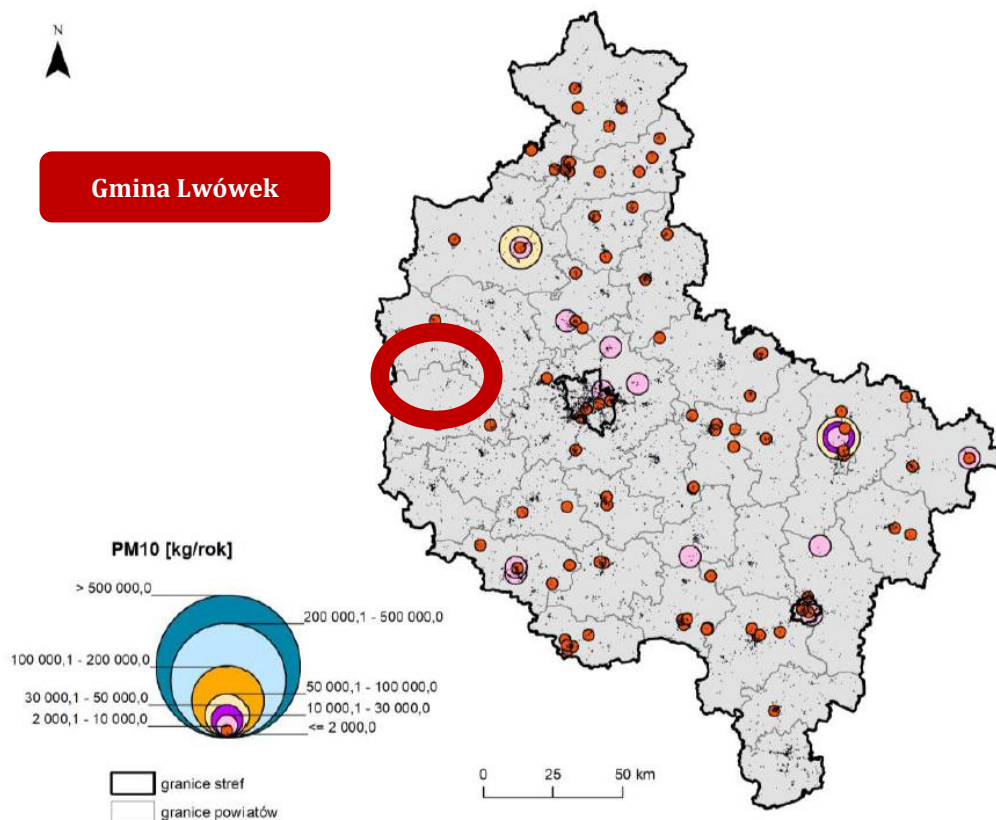 N
Gmina Lwówek
PM10 [kg/rok]
> 500 000,0
200 000,1 - 500 000,0
100 000,1 - 200 000,0
50 000,1 - 100 000,0
30 000,1 - 50 000,0
10 000,1 - 30 000,0
2 000,1 - 10 000,0
<= 2 000,0
granice stref
granice powiatów
0 25 50 km